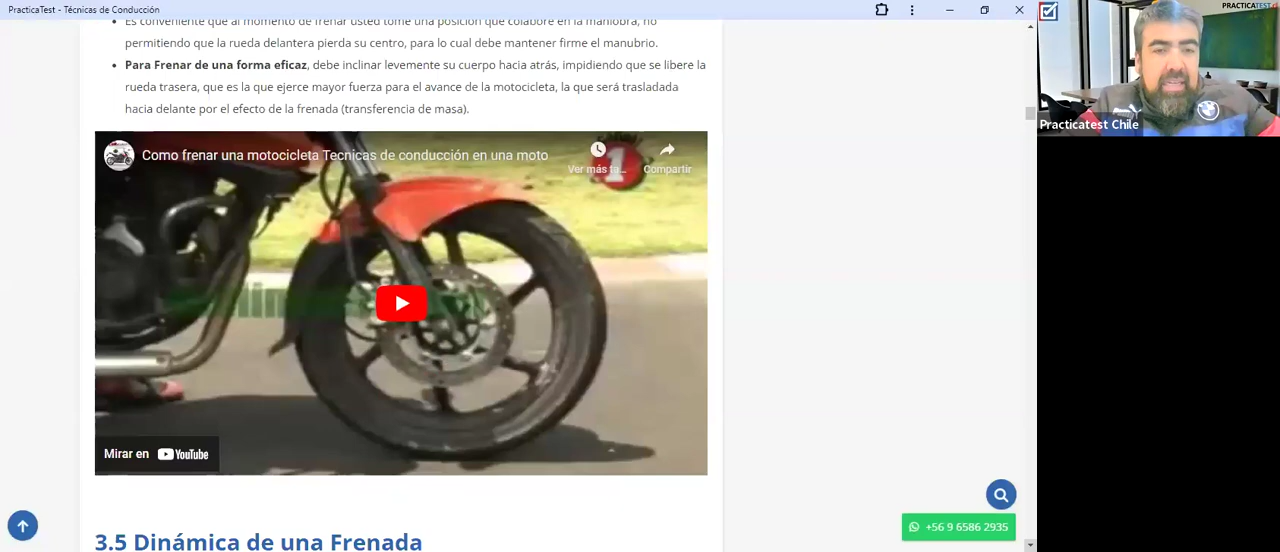 PracticaTest - Técnicas de Conducción
PRACTICATEST
Es conveniente que al momento de frenar usted tome una posición que colabore en la maniobra, no
permitiendo que la rueda delantera pierda su centro, para lo cual debe mantener firme el manubrio.
Para Frenar de una forma eficaz, debe inclinar levemente su cuerpo hacia atrás, impidiendo que se libere la
rueda trasera, que es la que ejerce mayor fuerza para el avance de la motocicleta, la que será trasladada
hacia delante por el efecto de la frenada (transferencia de masa).
Practicatest Chile
Como frenar una motocicleta Tecnicas de conducción en una moto
Ver más ta...
1
Compartir
Mirar en YouTube
+56 9 6586 2935
3.5 Dinámica de una Frenada